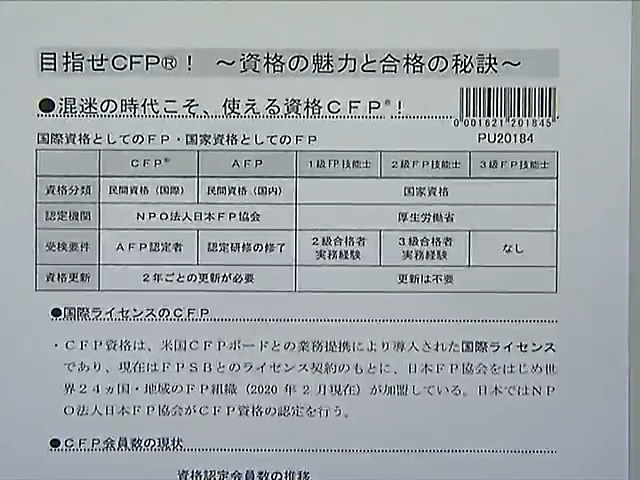 目指せCFP®！　～資格の魅力と合格の秘訣～
●混迷の時代こそ、使える資格ＣＦＰ®！
0 001621 201845
国際資格としてのＦＰ・国家資格としてのＦＰ
PU20184
ＣＦＰ®　ＡＦＰ　1級FP技能士　2級ＦＰ技能士　3級ＦＰ技能士
資格分類　民間資格（国際）　民間資格（国内）　国家資格
認定機関　ＮＰＯ法人日本ＦＰ協会　厚生労働省
受検要件　ＡＦＰ認定者　認定研修の修了　２級合格者　３級合格者　なし
実務経験　実務経験
資格更新　２年ごとの更新が必要　更新は不要
●国際ライセンスのＣＦＰ
・ＣＦＰ資格は、米国ＣＦＰボードとの業務提携により導入された国際ライセンス
であり、現在はＦＰＳＢとのライセンス契約のもとに、日本ＦＰ協会をはじめ世
界２４ヵ国・地域のＦＰ組織（2020 年 2 月現在）が加盟している。日本ではＮＰ
Ｏ法人日本ＦＰ協会がＣＦＰ資格の認定を行う。
●ＣＦＰ会員数の現状
資格認定会員数の推移